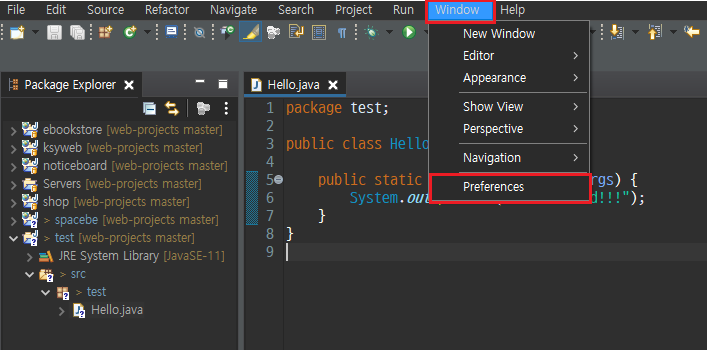 File Edit Source Refactor Navigate Search Project Run Window Help
New Window
Editor
Appearance
Show View
Perspective
Navigation
Preferences
Package Explorer
ebookstore [web-projects master]
ksyweb [web-projects master]
noticeboard [web-projects master]
Servers [web-projects master]
shop [web-projects master]
> spacebe [web-projects master]
> test [web-projects master]
JRE System Library [JavaSE-11]
> src
> test
> Hello.java
Hello.java
1 package test;
2
3 public class Hello
4
5 public static rgs) {
6 System.out d!!!");
7 }
8 }
9